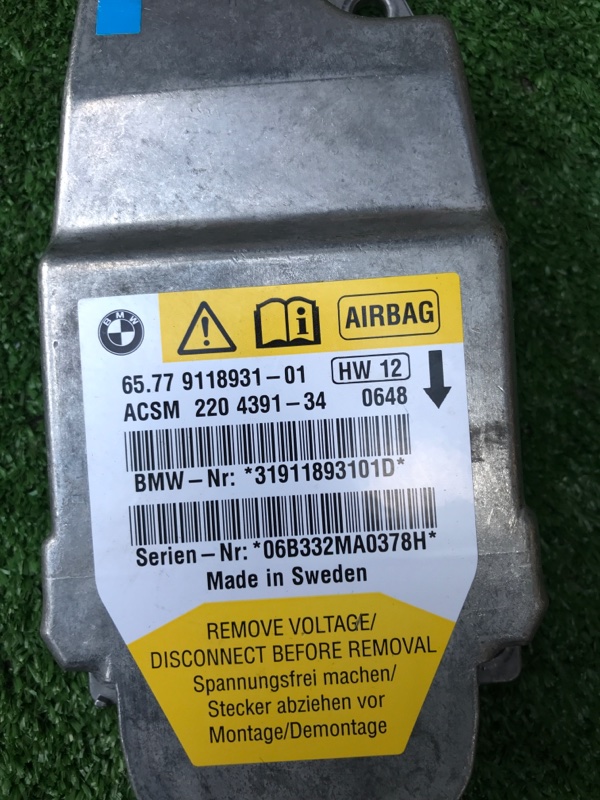 BMW
AIRBAG
65.77 9118931-01 HW 12
ACSM 220 4391-34 0648
BMW-Nr: *31911893101D*
Serien-Nr: *06B332MA0378H*
Made in Sweden
REMOVE VOLTAGE/
DISCONNECT BEFORE REMOVAL
Spannungsfrei machen/
Stecker abziehen vor
Montage/Demontage